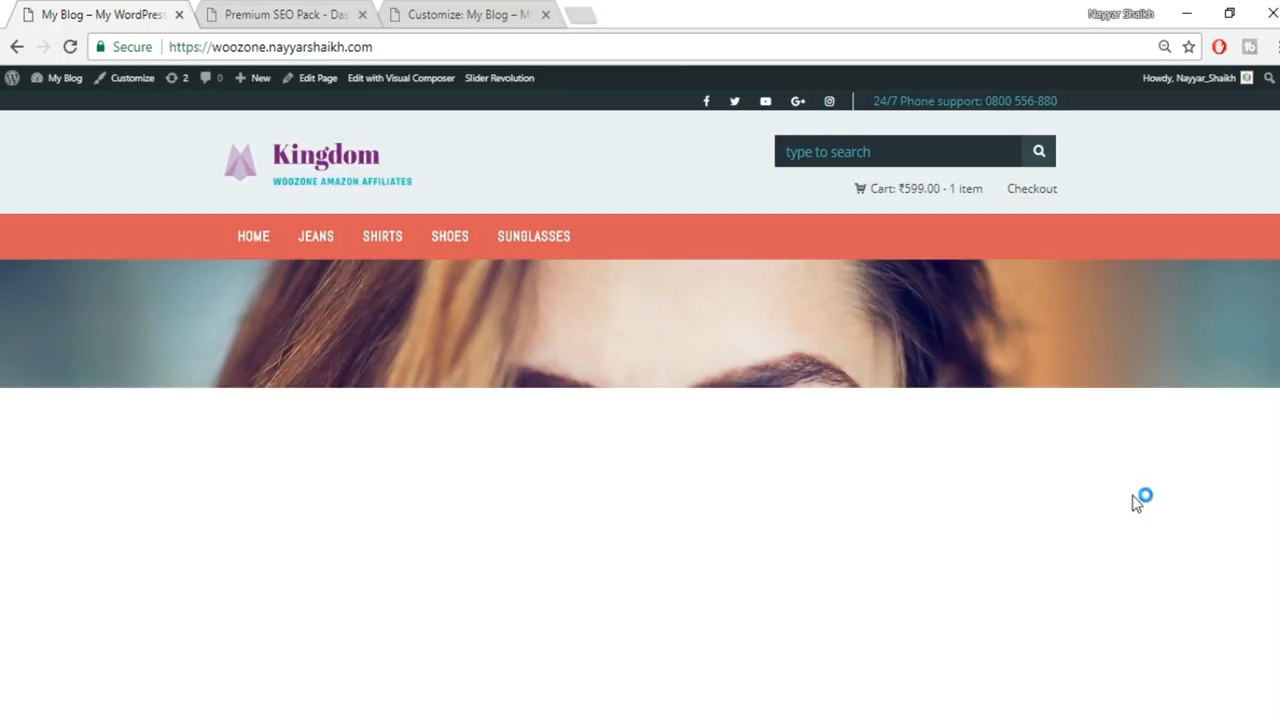 My Blog – My WordPress
Premium SEO Pack - Das
Customize: My Blog – M
Nayyar Shaikh
Secure
https://woozone.nayyarshaikh.com
My Blog
Customize
2
0
New
Edit Page
Edit with Visual Composer
Slider Revolution
Howdy, Nayyar_Shaikh
24/7 Phone support: 0800 556-880
Kingdom
WOOZONE AMAZON AFFILIATES
type to search
Cart: ₹599.00 - 1 item
Checkout
HOME
JEANS
SHIRTS
SHOES
SUNGLASSES